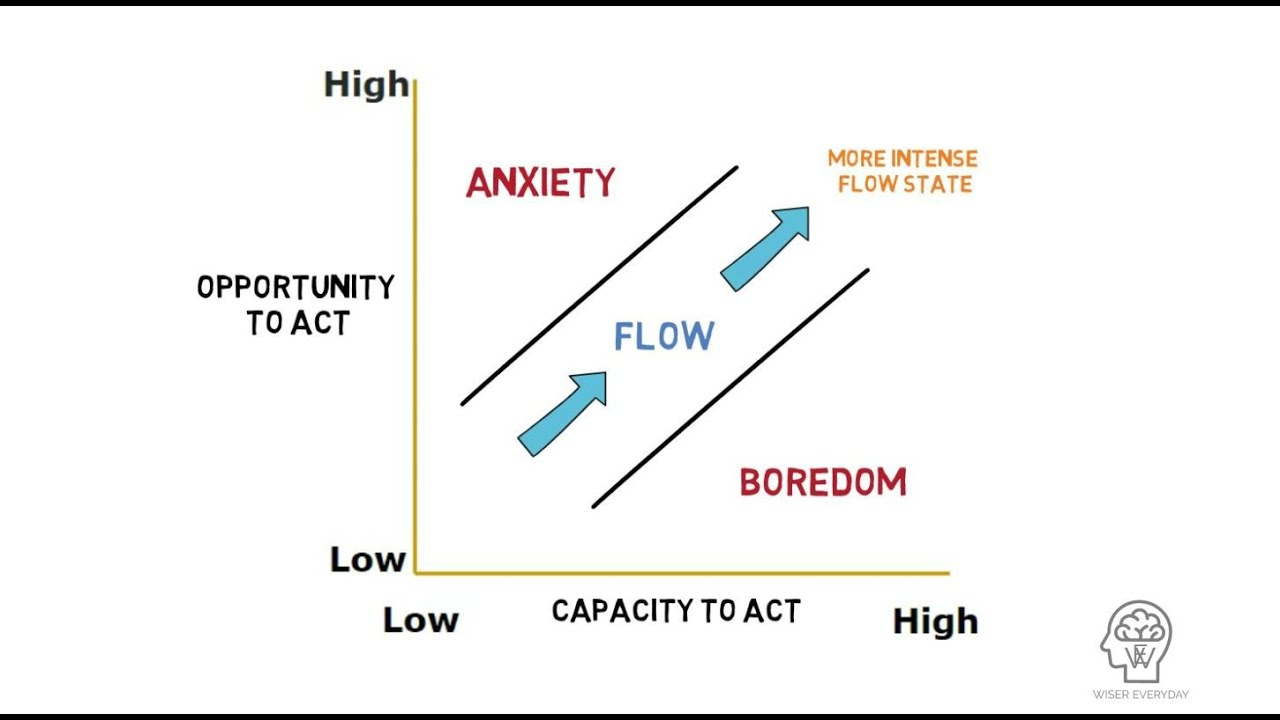 High
ANXIETY
MORE INTENSE
FLOW STATE
OPPORTUNITY
TO ACT
FLOW
BOREDOM
Low
Low
CAPACITY TO ACT
High
WISER EVERYDAY